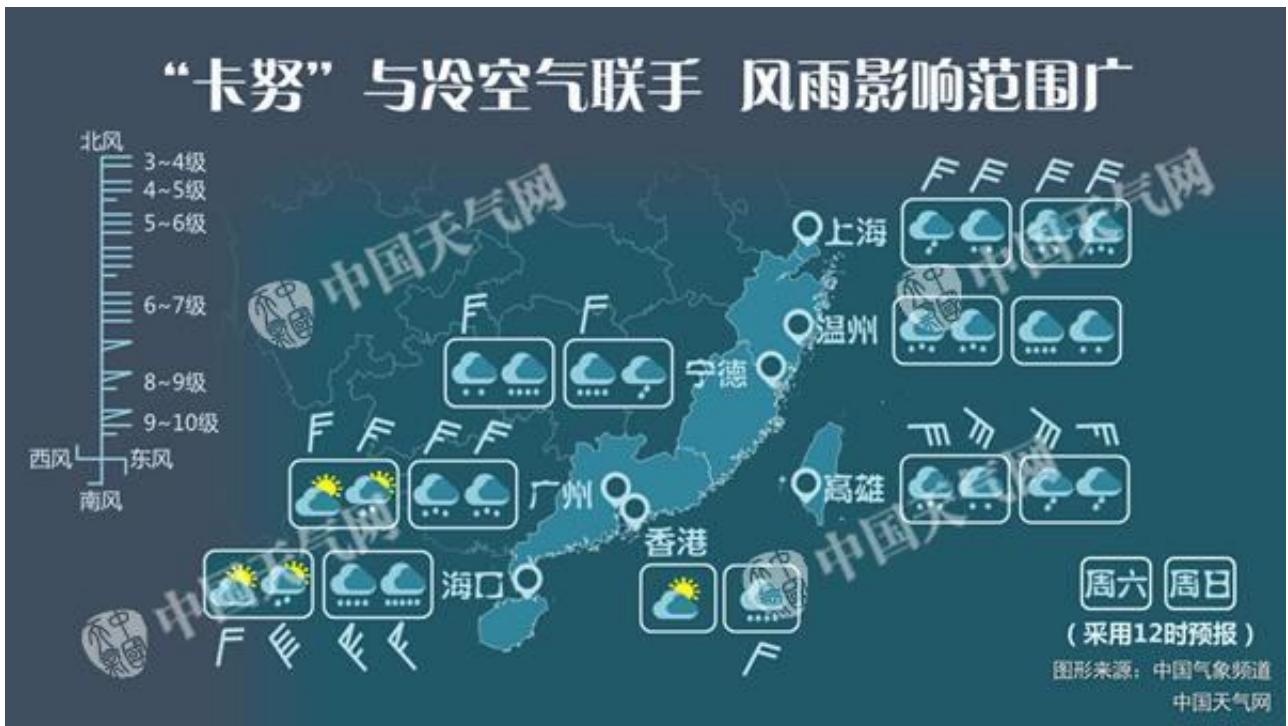 “卡努”与冷空气联手 风雨影响范围广
北风
3~4级
4~5级
5~6级
6~7级
8~9级
9~10级
西风 东风
南风
上海
温州
宁德
广州
高雄
香港
海口
周六 周日
（采用12时预报）
图形来源：中国气象频道
中国天气网
中国天气网
中国天气网
中国天气网
中国天气网